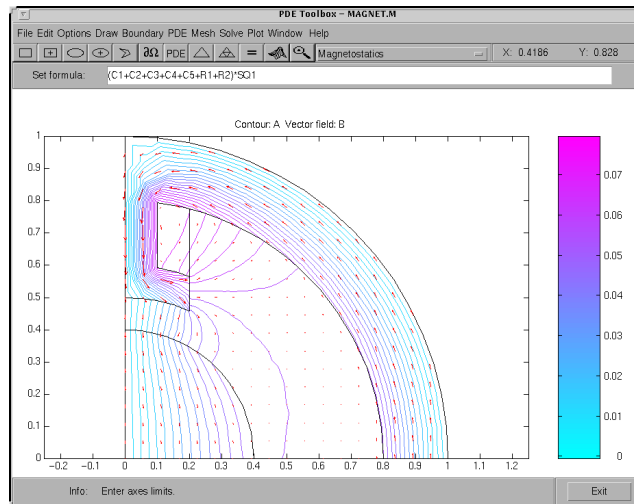 PDE Toolbox – MAGNET.M
File Edit Options Draw Boundary PDE Mesh Solve Plot Window Help
∂Ω PDE = Magnetostatics X: 0.4186 Y: 0.828
Set formula: (C1+C2+C3+C4+C5+R1+R2)*SQ1
Contour: A Vector field: B
1
0.9
0.8
0.7
0.6
0.5
0.4
0.3
0.2
0.1
0
-0.2 -0.1 0 0.1 0.2 0.3 0.4 0.5 0.6 0.7 0.8 0.9 1 1.1 1.2
0.07
0.06
0.05
0.04
0.03
0.02
0.01
0
Info: Enter axes limits. Exit